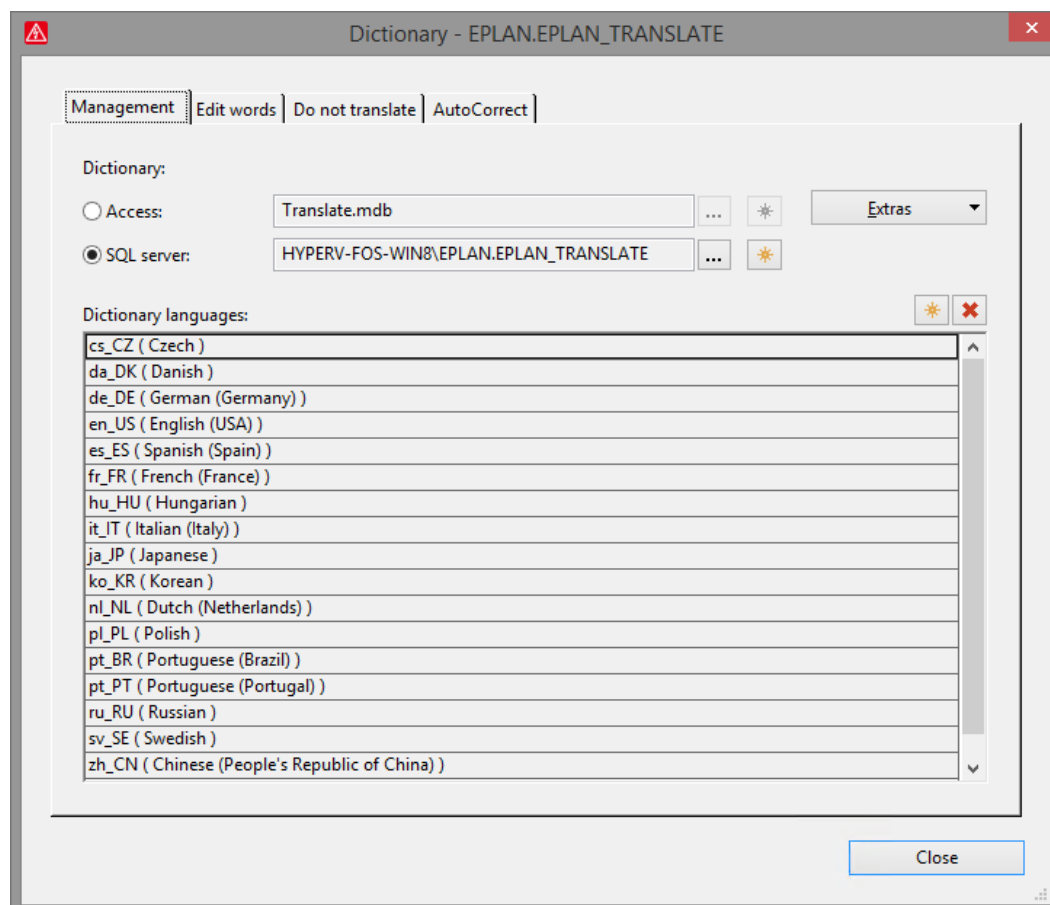 Dictionary - EPLAN.EPLAN_TRANSLATE
Management Edit words Do not translate AutoCorrect
Dictionary:
Access: Translate.mdb ... Extras
SQL server: HYPERV-FOS-WIN8\EPLAN.EPLAN_TRANSLATE ...
Dictionary languages:
cs_CZ ( Czech )
da_DK ( Danish )
de_DE ( German (Germany) )
en_US ( English (USA) )
es_ES ( Spanish (Spain) )
fr_FR ( French (France) )
hu_HU ( Hungarian )
it_IT ( Italian (Italy) )
ja_JP ( Japanese )
ko_KR ( Korean )
nl_NL ( Dutch (Netherlands) )
pl_PL ( Polish )
pt_BR ( Portuguese (Brazil) )
pt_PT ( Portuguese (Portugal) )
ru_RU ( Russian )
sv_SE ( Swedish )
zh_CN ( Chinese (People's Republic of China) )
Close